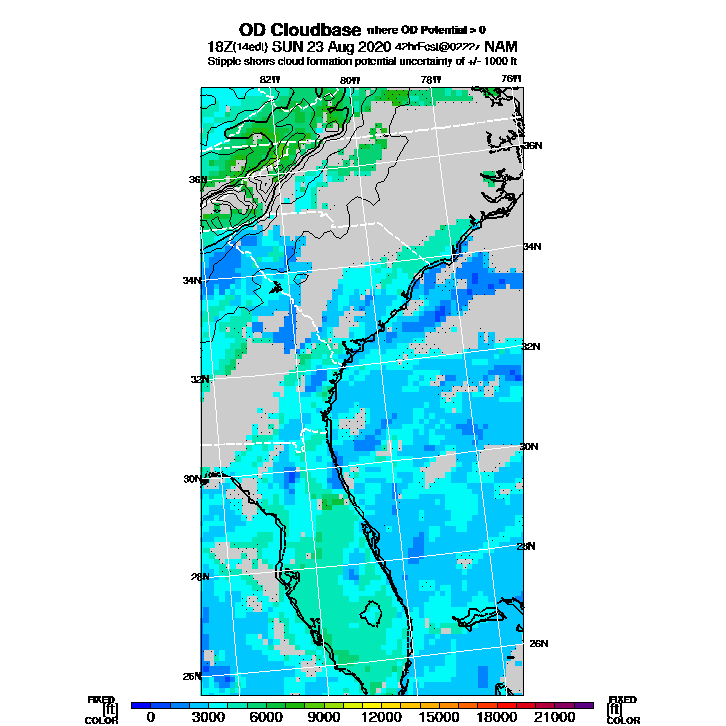 OD Cloudbase where OD Potential > 0
18Z(14edt) SUN 23 Aug 2020 42hrFcst@0222z NAM
Stipple shows cloud formation potential uncertainty of +/- 1000 ft
82W 80W 78W 76W
36N
36N
34N
34N
32N
32N
30N
30N
28N
28N
26N
26N
FIXED FIXED
[ft] [ft]
COLOR 0 3000 6000 9000 12000 15000 18000 21000 COLOR